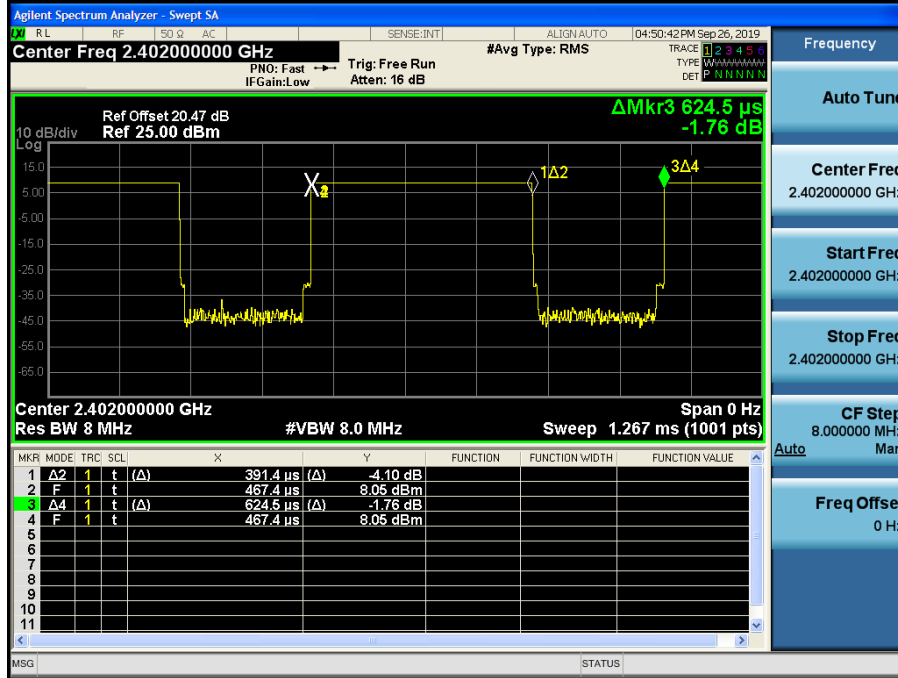 Agilent Spectrum Analyzer - Swept SA
LXI RL RF 50 Ω AC SENSE:INT ALIGN AUTO 04:50:42 PM Sep 26, 2019
Center Freq 2.402000000 GHz #Avg Type: RMS TRACE 1 2 3 4 5 6
PNO: Fast Trig: Free Run TYPE W
IFGain:Low Atten: 16 dB DET P N N N N N
Frequency
Auto Tune
Center Freq
2.402000000 GH
Start Freq
2.402000000 GH
Stop Freq
2.402000000 GH
CF Step
8.000000 MH
Auto Man
Freq Offse
0 H
ΔMkr3 624.5 µs
-1.76 dB
Ref Offset 20.47 dB
10 dB/div Ref 25.00 dBm
Log
15.0
5.00
-5.00
-15.0
-25.0
-35.0
-45.0
-55.0
-65.0
1Δ2
3Δ4
Center 2.402000000 GHz Span 0 Hz
Res BW 8 MHz #VBW 8.0 MHz Sweep 1.267 ms (1001 pts)
MKR MODE TRC SCL X Y FUNCTION FUNCTION WIDTH FUNCTION VALUE
1 Δ2 1 t (Δ) 391.4 µs (Δ) -4.10 dB
2 F 1 t 467.4 µs 8.05 dBm
3 Δ4 1 t (Δ) 624.5 µs (Δ) -1.76 dB
4 F 1 t 467.4 µs 8.05 dBm
5
6
7
8
9
10
11
MSG STATUS